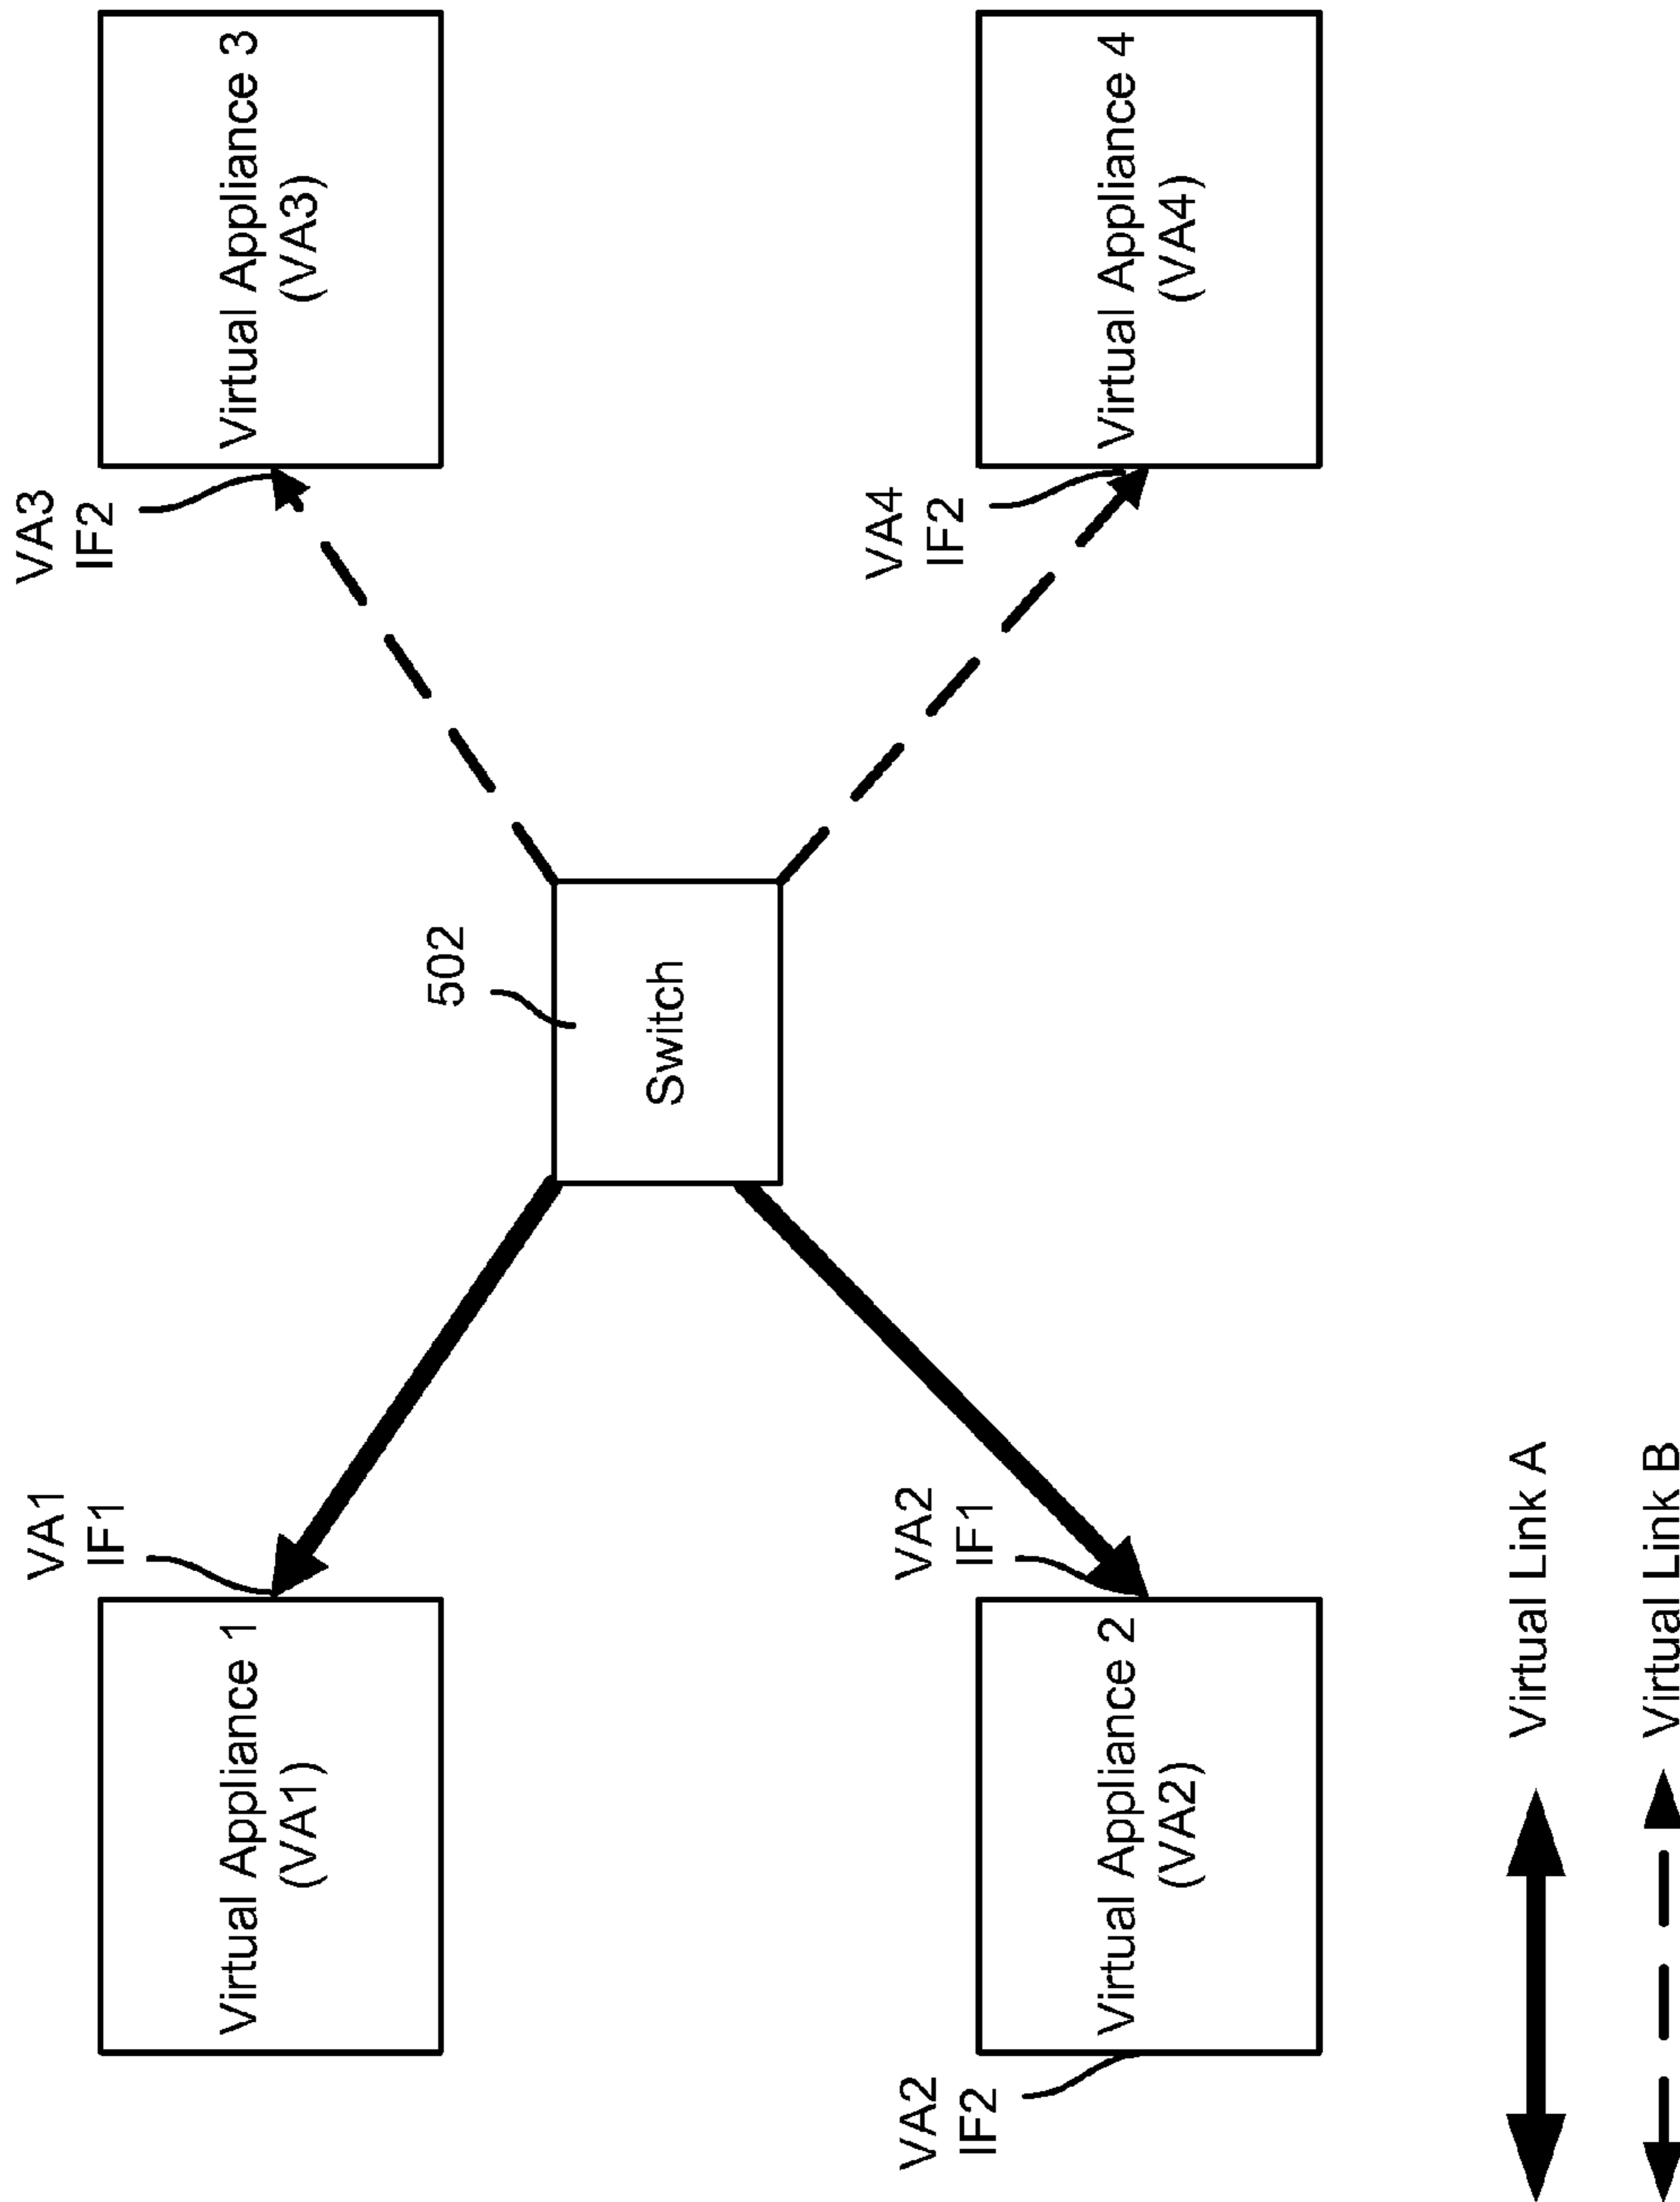 VA1
IF1
Virtual Appliance 1
(VA1)
VA3
IF2
Virtual Appliance 3
(VA3)
502
Switch
VA2
IF2
VA2
IF1
Virtual Appliance 2
(VA2)
VA4
IF2
Virtual Appliance 4
(VA4)
Virtual Link A
Virtual Link B